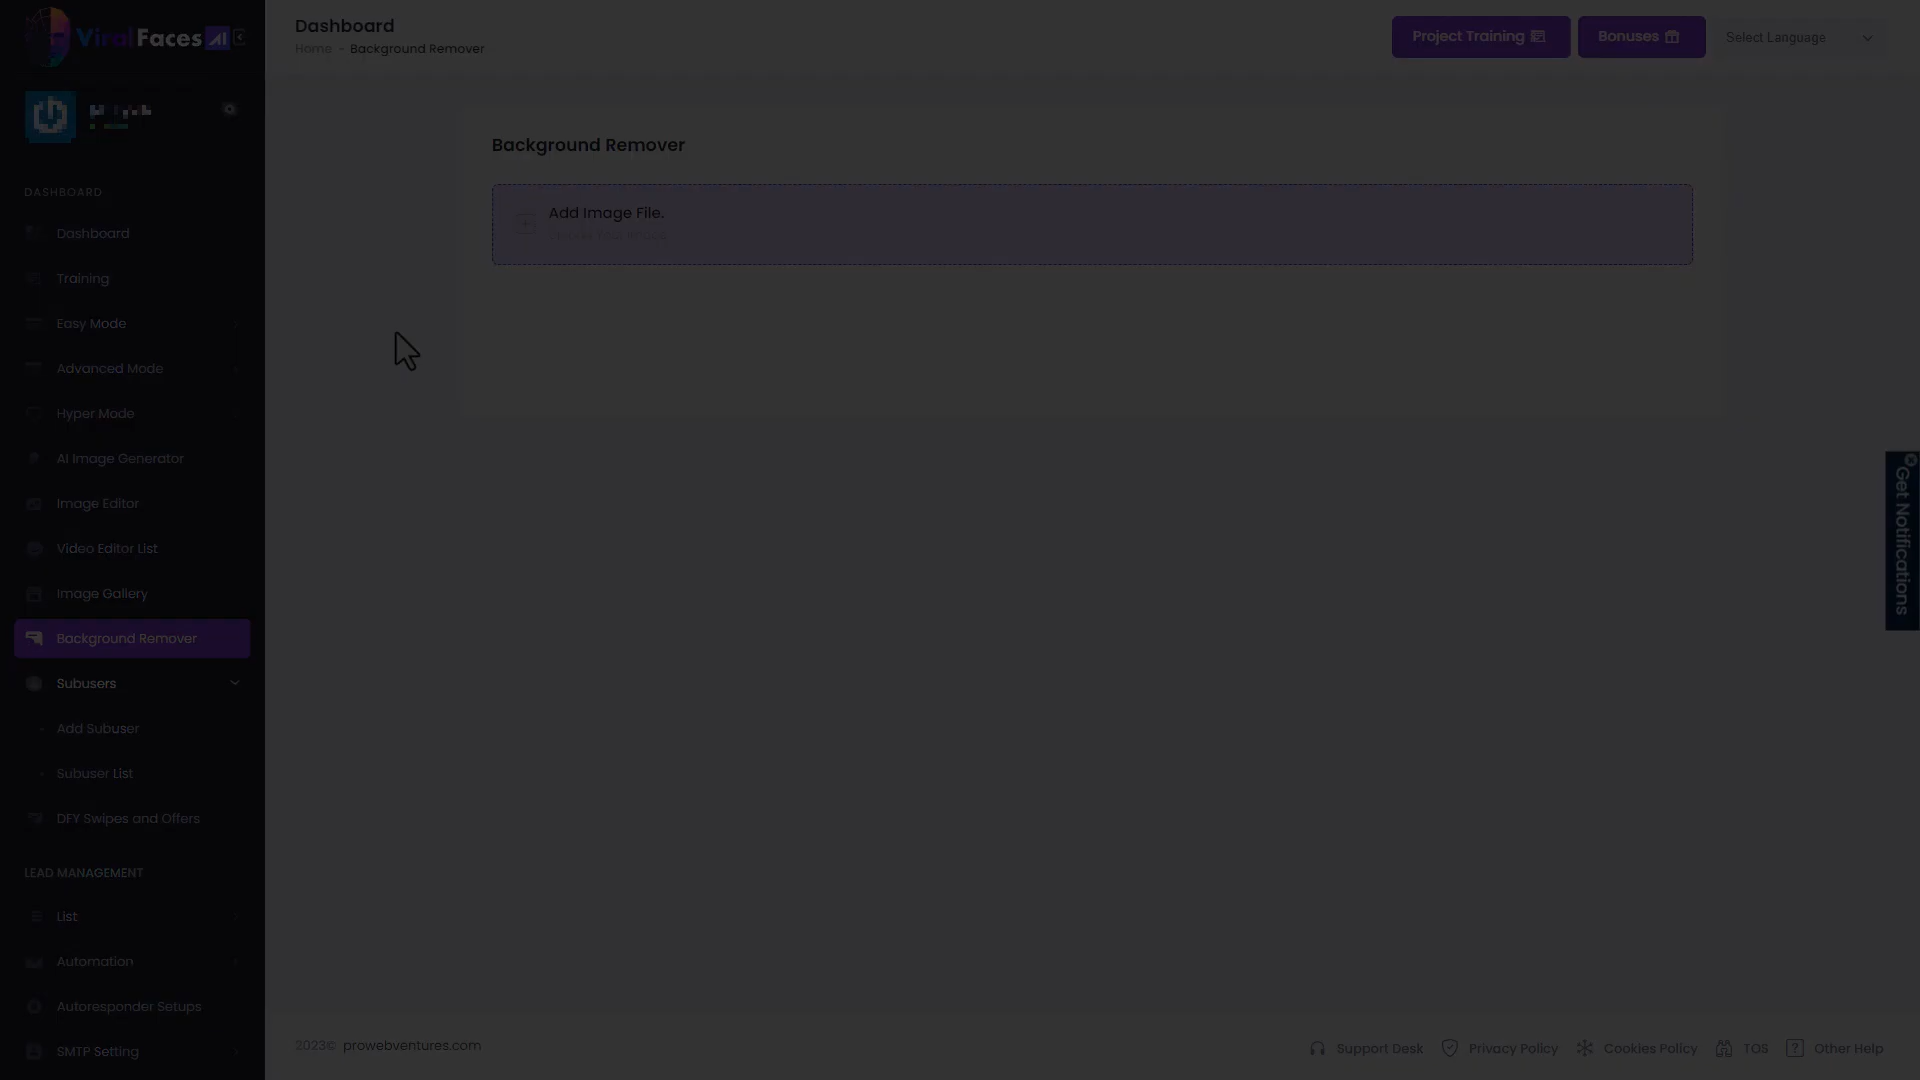 Viral Faces AI
Dashboard
Home - Background Remover
Project Training
Bonuses
Select Language
DASHBOARD
Dashboard
Training
Easy Mode
Advanced Mode
Hyper Mode
AI Image Generator
Image Editor
Video Editor List
Image Gallery
Background Remover
Subusers
Add Subuser
Subuser List
DFY Swipes and Offers
LEAD MANAGEMENT
List
Automation
Autoresponder Setups
SMTP Setting
Background Remover
Add Image File.
Get Notifications
2023© prowebventures.com
Support Desk
Privacy Policy
Cookies Policy
TOS
Other Help